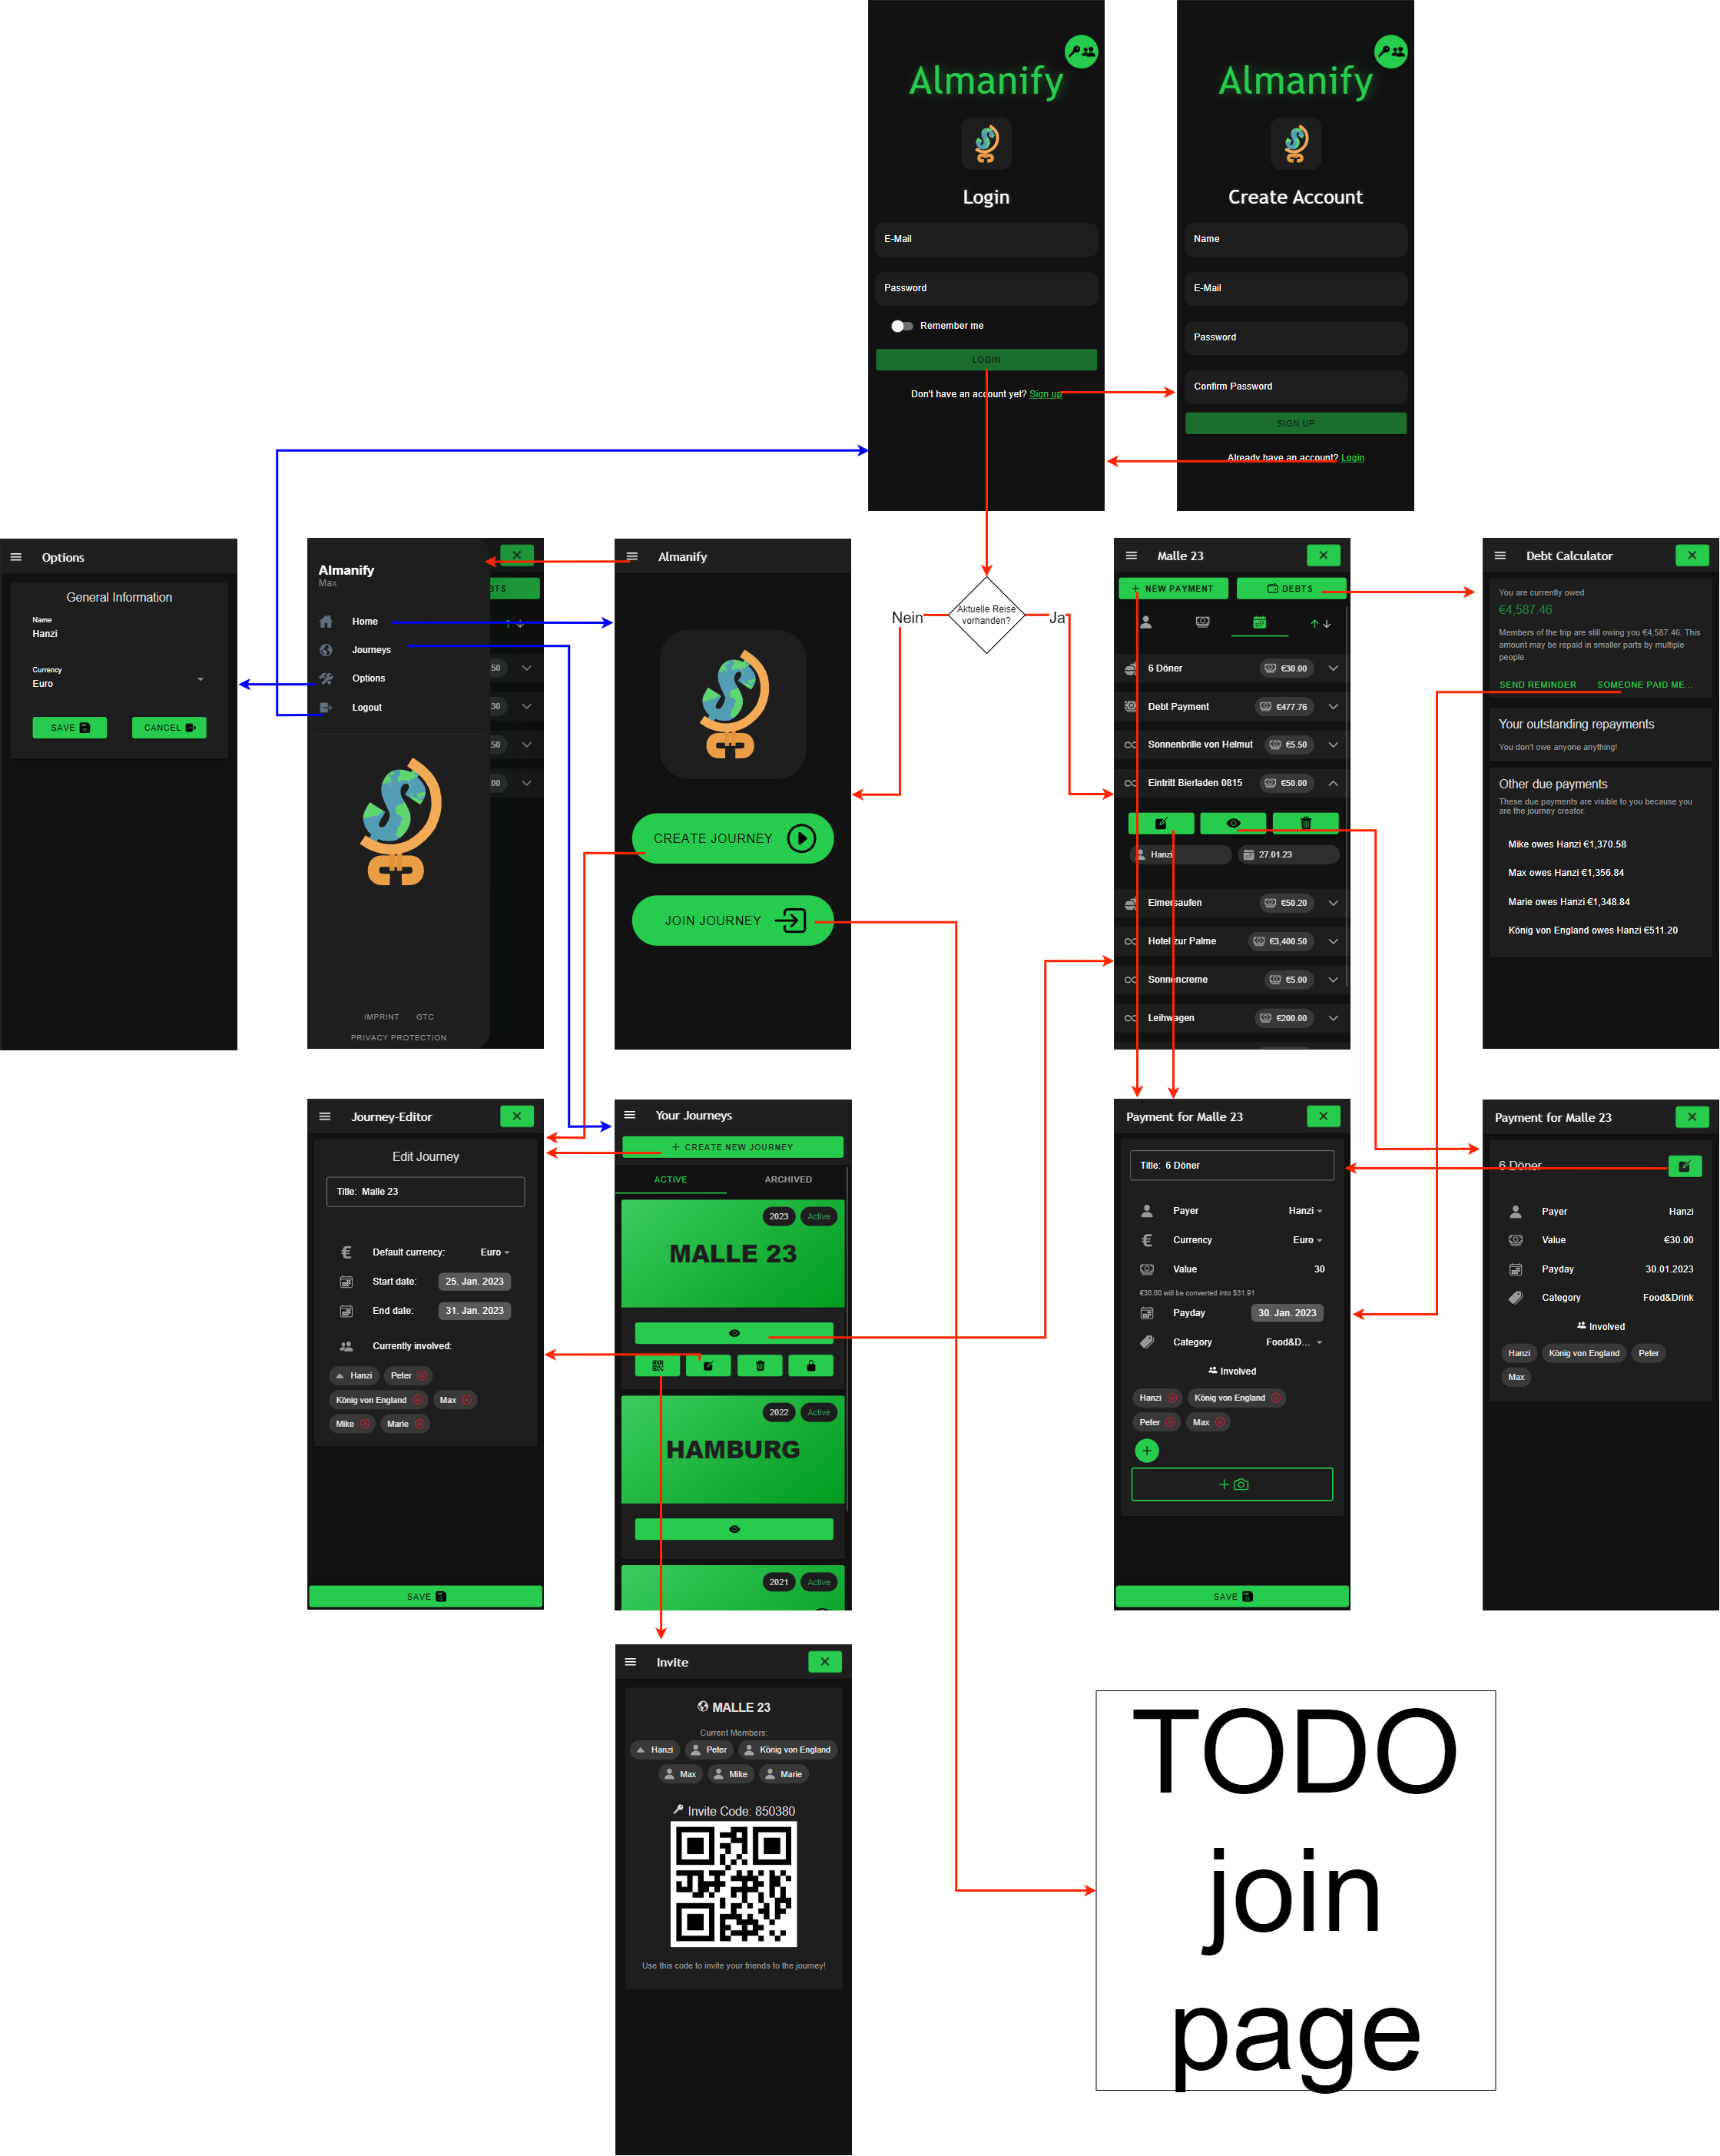 Almanify
Login
E-Mail
Password
Remember me
LOGIN
Don't have an account yet? Sign up
Almanify
Create Account
Name
E-Mail
Password
Confirm Password
SIGN UP
Already have an account? Login
Options
General Information
Name
Hanzi
Currency
Euro
SAVE
CANCEL
Almanify
Max
Home
Journeys
Options
Logout
IMPRINT GTC
PRIVACY PROTECTION
BTS
50
30
50
00
Almanify
CREATE JOURNEY
JOIN JOURNEY
Aktuelle Reise
vorhanden?
Nein
Ja
Malle 23
+ NEW PAYMENT
DEBTS
6 Döner €30.00
Debt Payment €477.76
Sonnenbrille von Helmut €5.50
Eintritt Bierladen 0815 €50.00
Hanzi 27.01.23
Eimersaufen €50.20
Hotel zur Palme €3,400.50
Sonnencreme €5.00
Leihwagen €200.00
Debt Calculator
You are currently owed
€4,587.46
Members of the trip are still owing you €4,587.46. This
amount may be repaid in smaller parts by multiple
people.
SEND REMINDER SOMEONE PAID ME...
Your outstanding repayments
You don't owe anyone anything!
Other due payments
These due payments are visible to you because you
are the journey creator.
Mike owes Hanzi €1,370.58
Max owes Hanzi €1,356.84
Marie owes Hanzi €1,348.84
König von England owes Hanzi €511.20
Journey-Editor
Edit Journey
Title: Malle 23
Default currency: Euro
Start date: 25. Jan. 2023
End date: 31. Jan. 2023
Currently involved:
Hanzi Peter
König von England Max
Mike Marie
SAVE
Your Journeys
+ CREATE NEW JOURNEY
ACTIVE ARCHIVED
2023 Active
MALLE 23
2022 Active
HAMBURG
2021 Active
Payment for Malle 23
Title: 6 Döner
Payer Hanzi
Currency Euro
Value 30
€30.00 will be converted into $31.91
Payday 30. Jan. 2023
Category Food&D...
Involved
Hanzi König von England
Peter Max
+
+
SAVE
Payment for Malle 23
6 Döner
Payer Hanzi
Value €30.00
Payday 30.01.2023
Category Food&Drink
Involved
Hanzi König von England Peter
Max
Invite
MALLE 23
Current Members:
Hanzi Peter König von England
Max Mike Marie
Invite Code: 850380
Use this code to invite your friends to the journey!
TODO
join
page